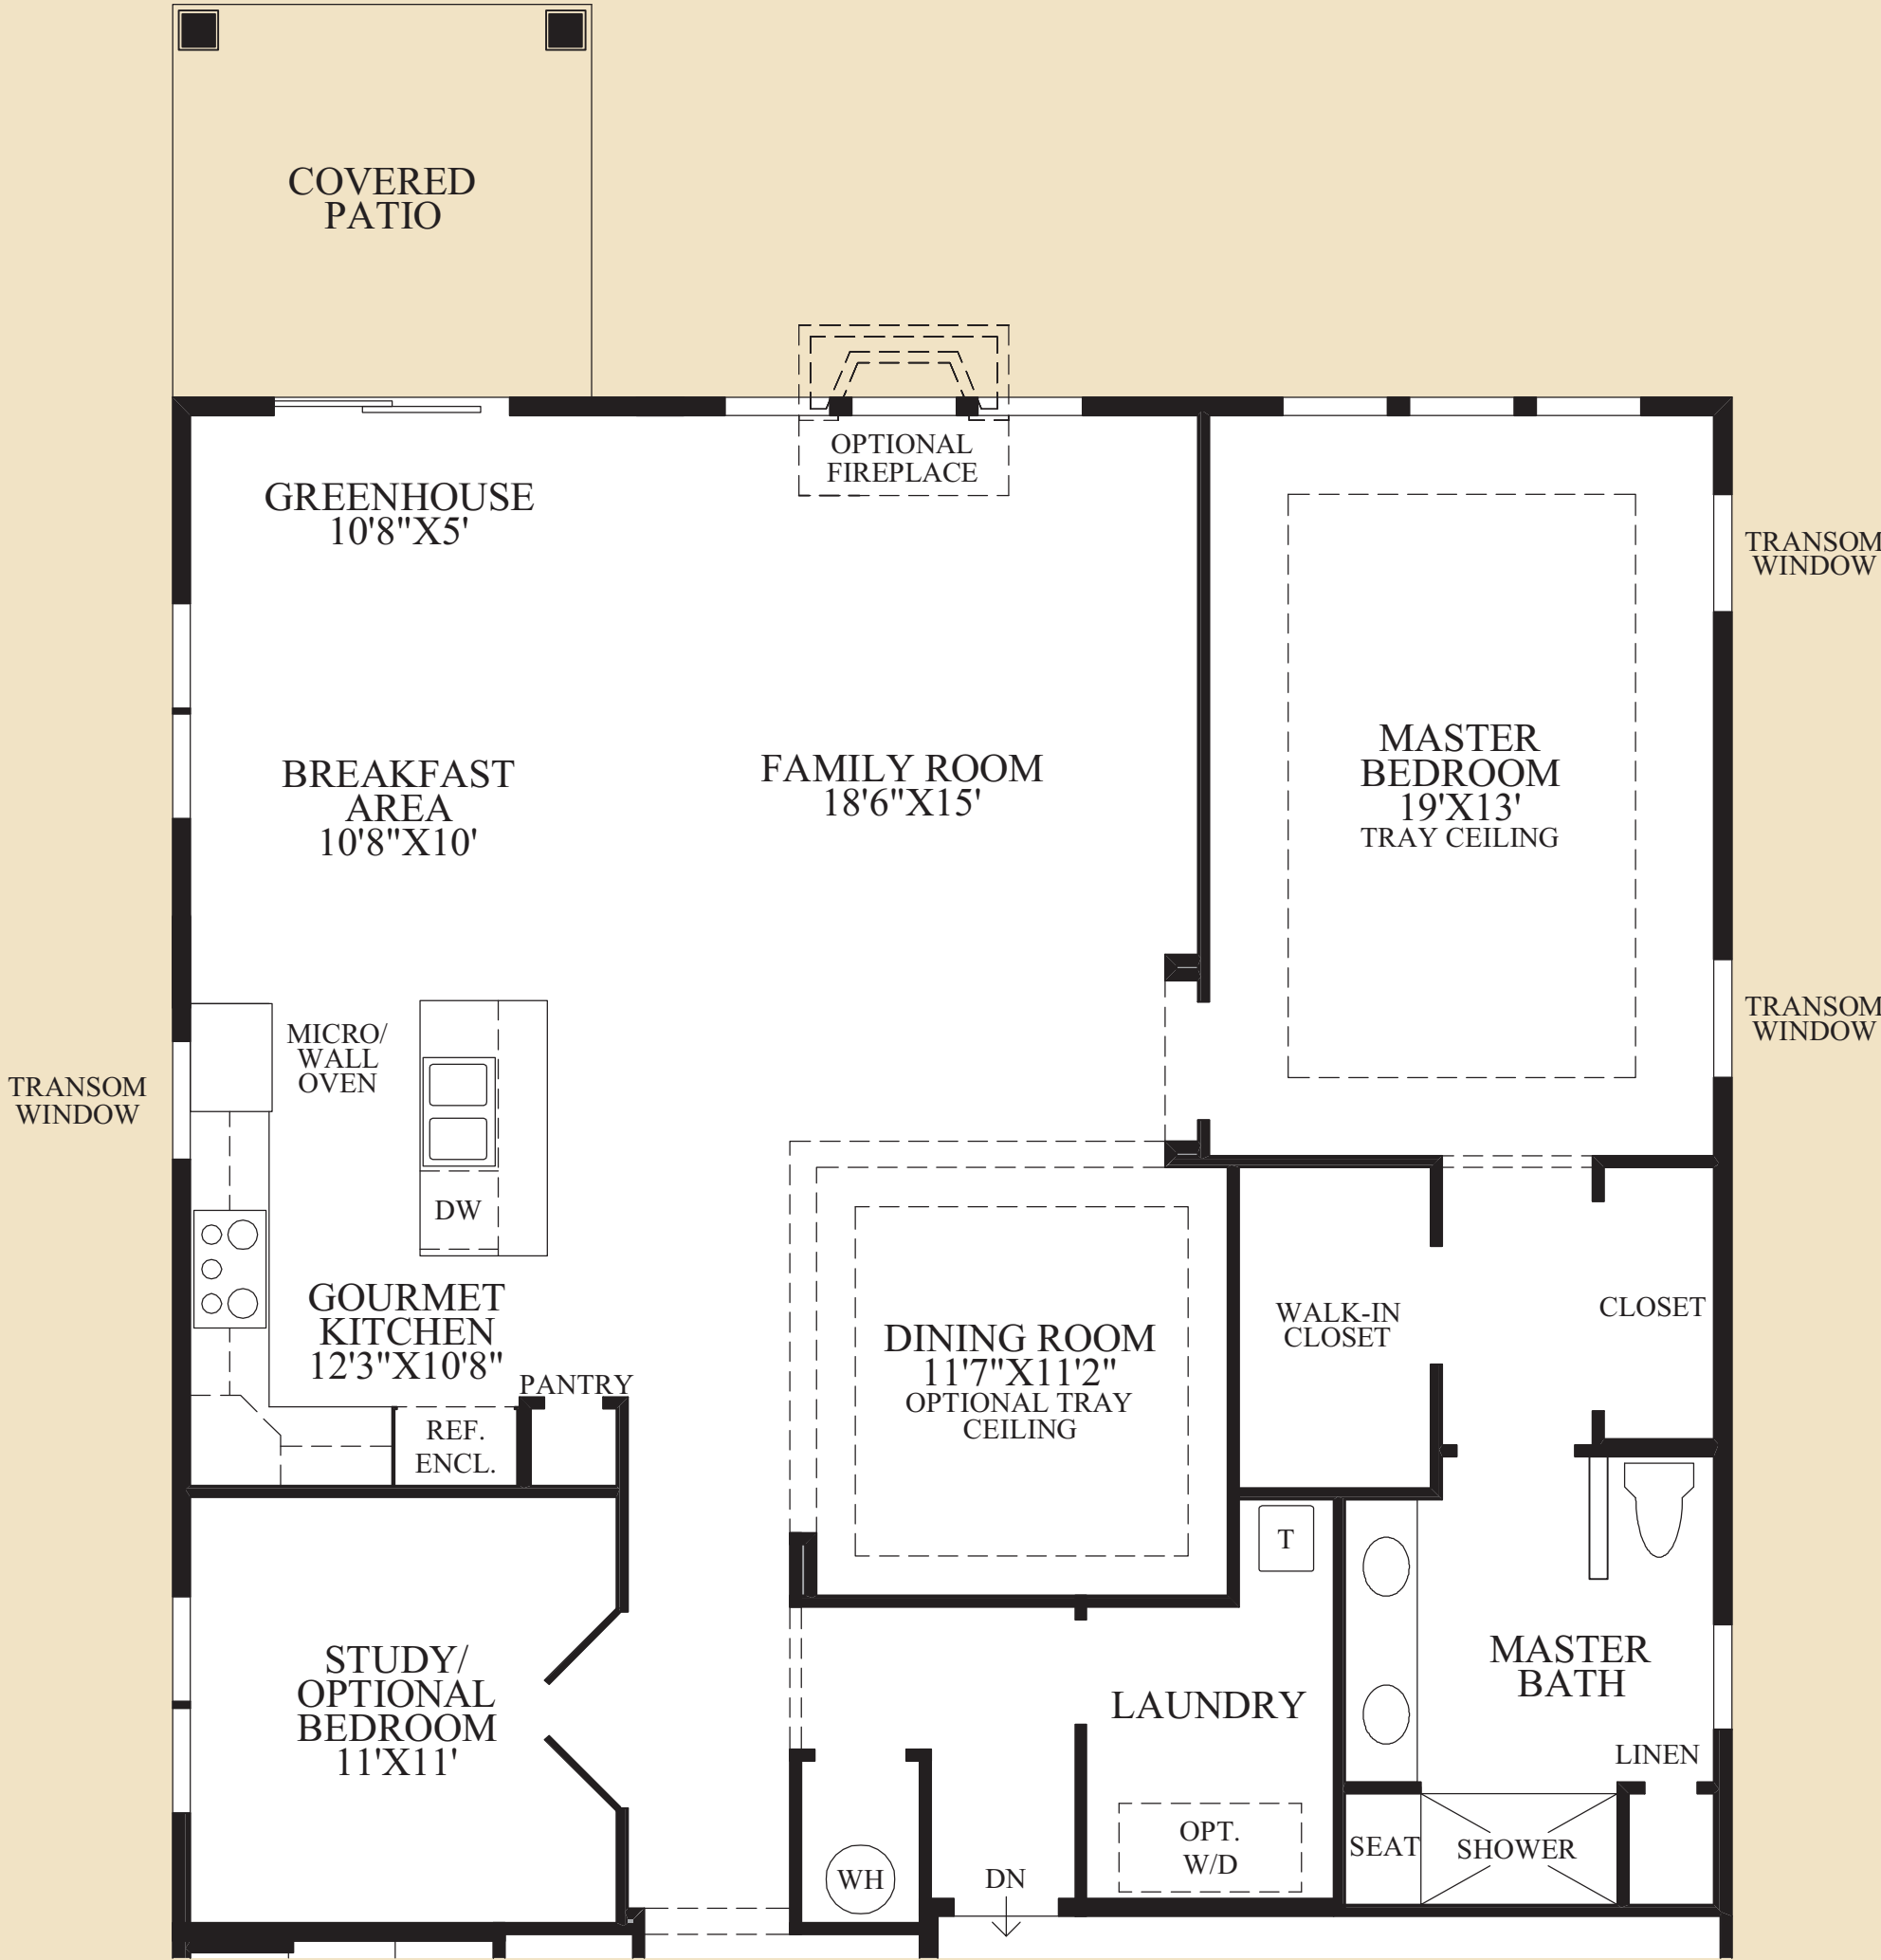 COVERED
PATIO
OPTIONAL
FIREPLACE
GREENHOUSE
10'8"X5'
TRANSOM
WINDOW
BREAKFAST
AREA
10'8"X10'
FAMILY ROOM
18'6"X15'
MASTER
BEDROOM
19'X13'
TRAY CEILING
TRANSOM
WINDOW
MICRO/
WALL
OVEN
TRANSOM
WINDOW
DW
GOURMET
KITCHEN
12'3"X10'8"
PANTRY
REF.
ENCL.
DINING ROOM
11'7"X11'2"
OPTIONAL TRAY
CEILING
WALK-IN
CLOSET
CLOSET
T
STUDY/
OPTIONAL
BEDROOM
11'X11'
LAUNDRY
MASTER
BATH
LINEN
OPT.
W/D
SEAT
SHOWER
WH
DN